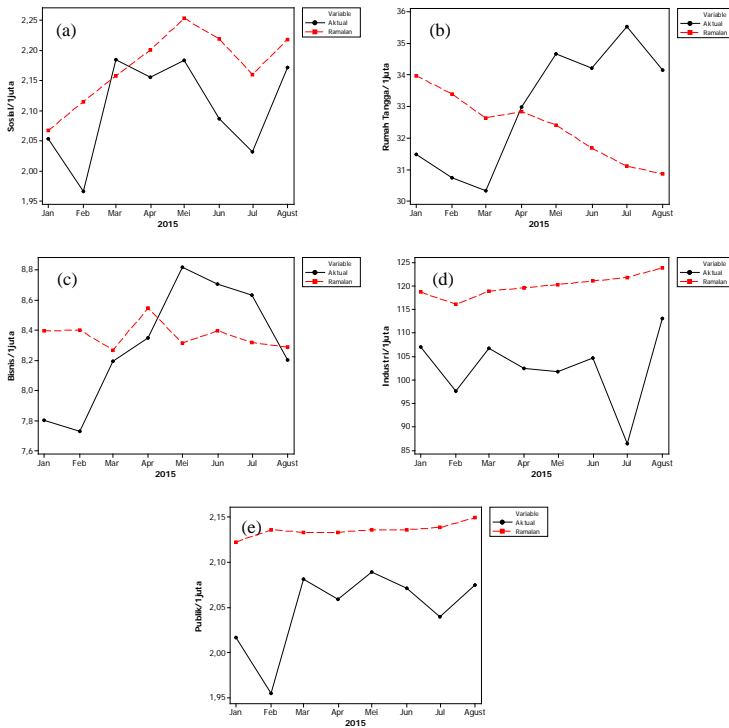 (a)
Variable
Aktual
Ramalan
Sosial/1juta
2,25
2,20
2,15
2,10
2,05
2,00
1,95
Jan Feb Mar Apr Mei Jun Jul Agust
2015
(b)
Variable
Aktual
Ramalan
Rumah Tangga/1juta
36
35
34
33
32
31
30
Jan Feb Mar Apr Mei Jun Jul Agust
2015
(c)
Variable
Aktual
Ramalan
Bisnis/1juta
8,8
8,6
8,4
8,2
8,0
7,8
7,6
Jan Feb Mar Apr Mei Jun Jul Agust
2015
(d)
Variable
Aktual
Ramalan
Industri/1juta
125
120
115
110
105
100
95
90
85
Jan Feb Mar Apr Mei Jun Jul Agust
2015
(e)
Variable
Aktual
Ramalan
Publik/1juta
2,15
2,10
2,05
2,00
1,95
Jan Feb Mar Apr Mei Jun Jul Agust
2015